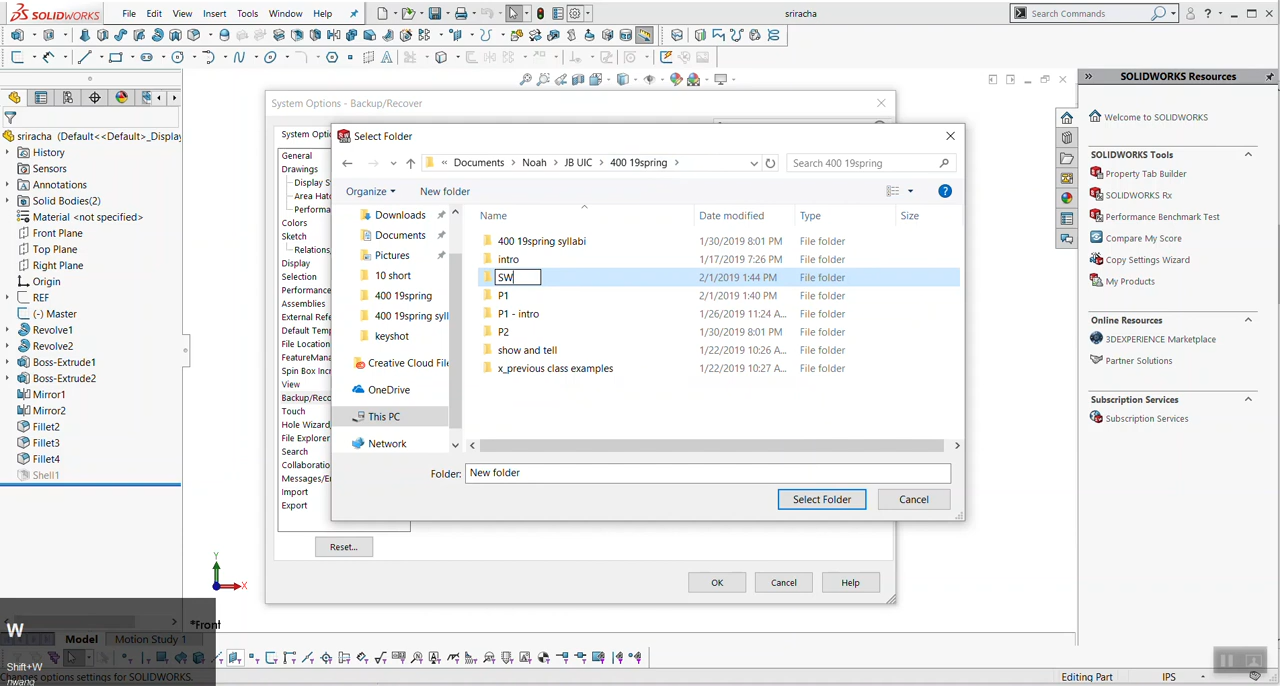 SOLIDWORKS File Edit View Insert Tools Window Help sriracha Search Commands
sriracha (Default<<Default>_Display
History
Sensors
Annotations
Solid Bodies(2)
Material <not specified>
Front Plane
Top Plane
Right Plane
Origin
REF
(-) Master
Revolve1
Revolve2
Boss-Extrude1
Boss-Extrude2
Mirror1
Mirror2
Fillet2
Fillet3
Fillet4
Shell1
System Options - Backup/Recover
System Optio
General
Drawings
Display S
Area Hatc
Performa
Colors
Sketch
Relations,
Display
Selection
Performance
Assemblies
External Refe
Default Temp
File Location
FeatureMana
Spin Box Incr
View
Backup/Reco
Touch
Hole Wizard
File Explorer
Search
Collaboratio
Messages/Er
Import
Export
Reset...
OK Cancel Help
Select Folder
« Documents > Noah > JB UIC > 400 19spring > Search 400 19spring
Organize New folder
Downloads
Documents
Pictures
10 short
400 19spring
400 19spring syll
keyshot
Creative Cloud File
OneDrive
This PC
Network
Name Date modified Type Size
400 19spring syllabi 1/30/2019 8:01 PM File folder
intro 1/17/2019 7:26 PM File folder
SW 2/1/2019 1:44 PM File folder
P1 2/1/2019 1:40 PM File folder
P1 - intro 1/26/2019 11:24 A... File folder
P2 1/30/2019 8:01 PM File folder
show and tell 1/22/2019 10:26 A... File folder
x_previous class examples 1/22/2019 10:27 A... File folder
Folder: New folder
Select Folder Cancel
SOLIDWORKS Resources
Welcome to SOLIDWORKS
SOLIDWORKS Tools
Property Tab Builder
SOLIDWORKS Rx
Performance Benchmark Test
Compare My Score
Copy Settings Wizard
My Products
Online Resources
3DEXPERIENCE Marketplace
Partner Solutions
Subscription Services
Subscription Services
Y
X
*Front
W
Shift+W
nwang
Model Motion Study 1
Changes options settings for SOLIDWORKS.
Editing Part IPS